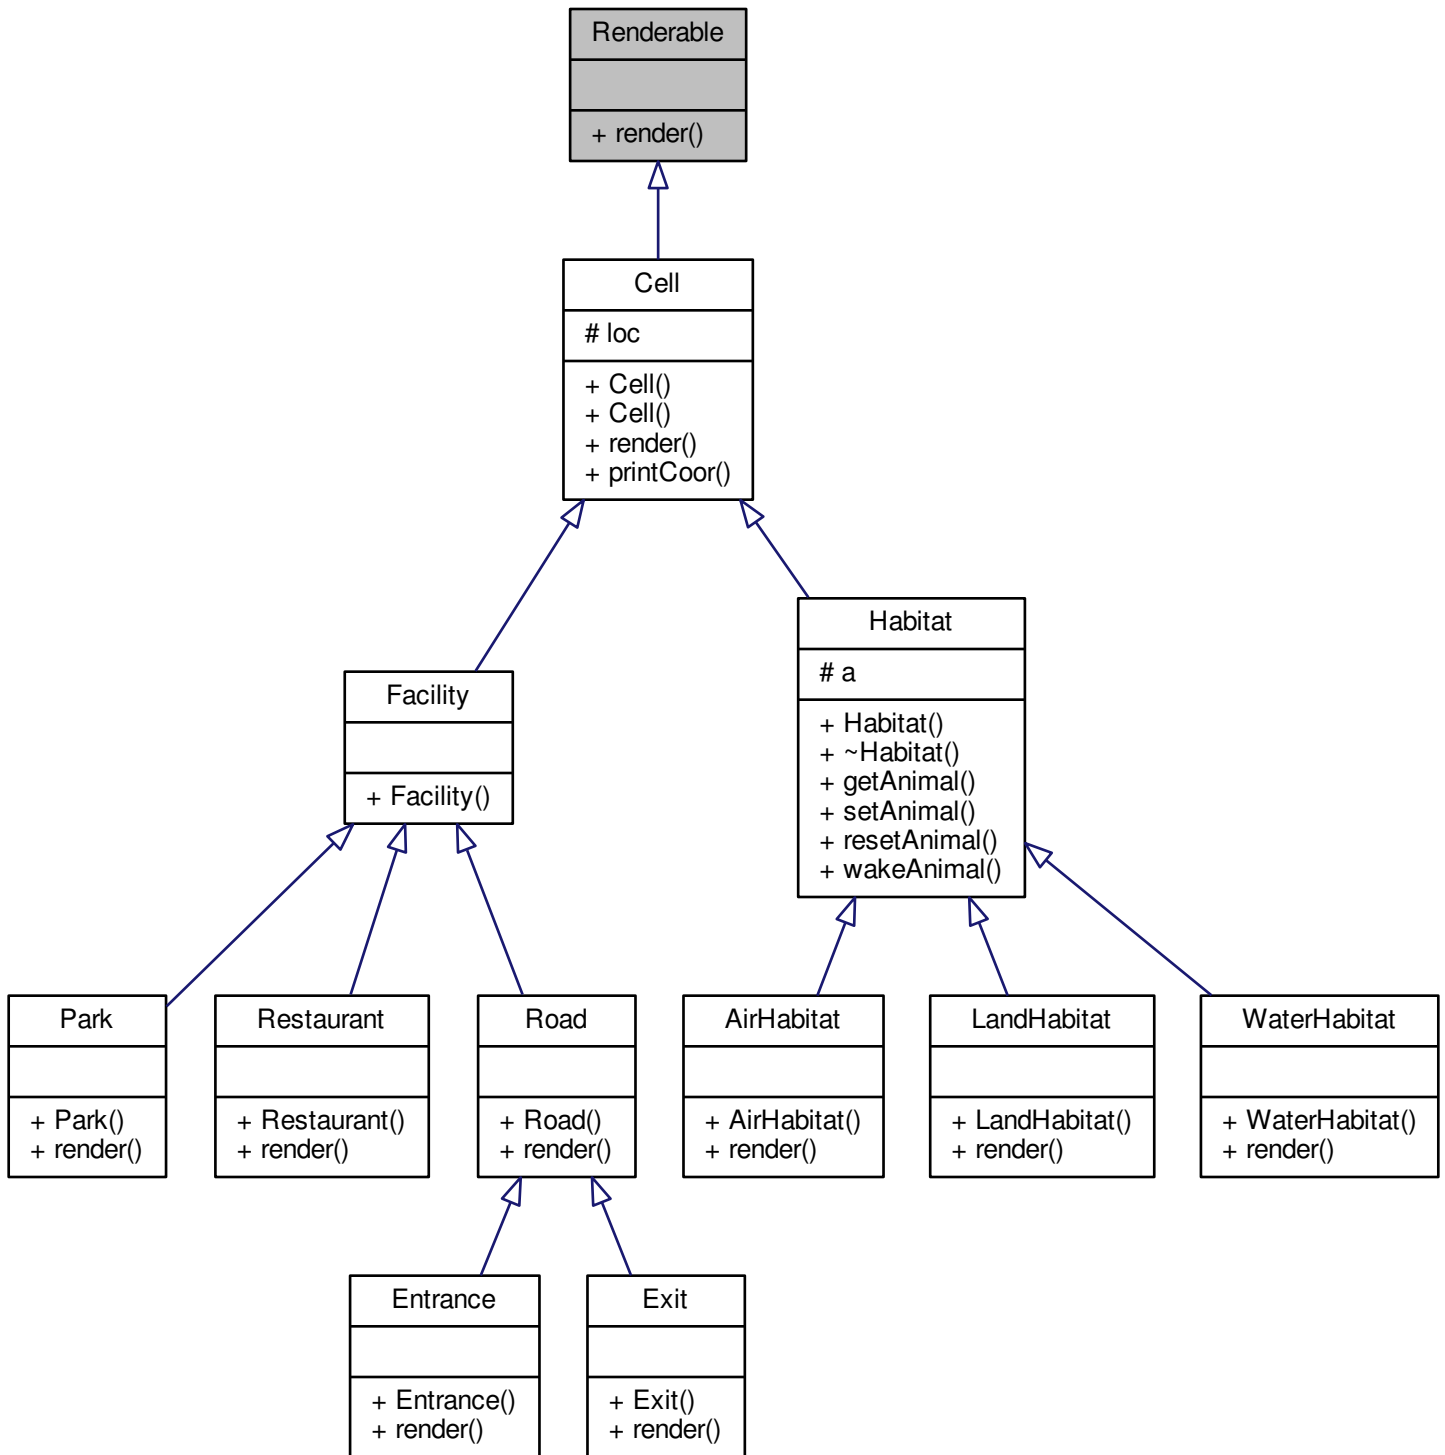 Renderable
+ render()
Cell
# loc
+ Cell()
+ Cell()
+ render()
+ printCoor()
Facility
+ Facility()
Habitat
# a
+ Habitat()
+ ~Habitat()
+ getAnimal()
+ setAnimal()
+ resetAnimal()
+ wakeAnimal()
Park
+ Park()
+ render()
Restaurant
+ Restaurant()
+ render()
Road
+ Road()
+ render()
AirHabitat
+ AirHabitat()
+ render()
LandHabitat
+ LandHabitat()
+ render()
WaterHabitat
+ WaterHabitat()
+ render()
Entrance
+ Entrance()
+ render()
Exit
+ Exit()
+ render()